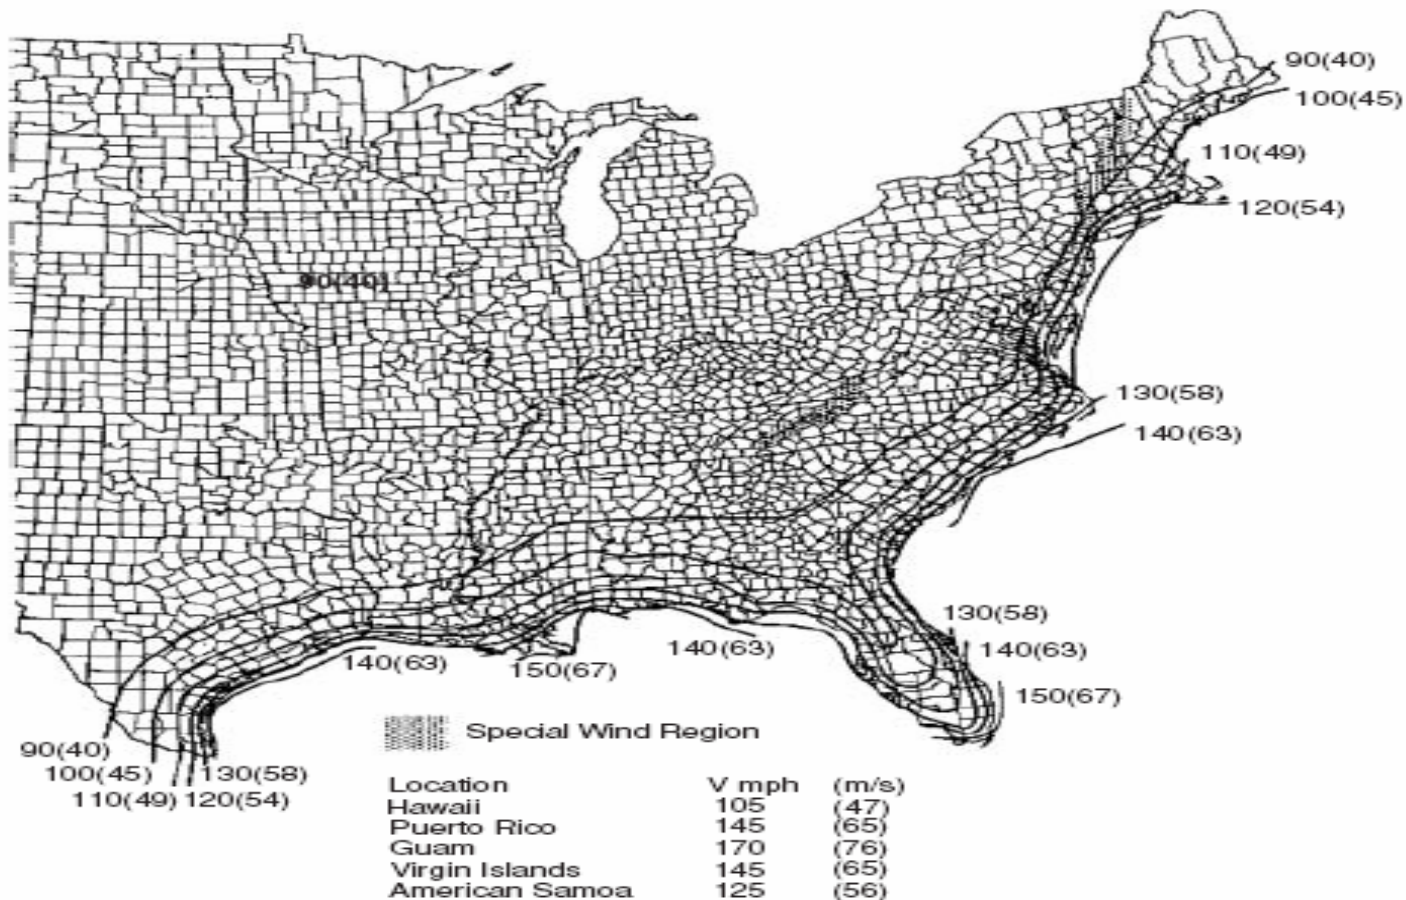 90(40)
100(45)
110(49)
120(54)
90(40)
130(58)
140(63)
130(58)
140(63)
150(67)
140(63)
150(67)
140(63)
90(40)
100(45)
130(58)
110(49)
120(54)
Special Wind Region
Location V mph (m/s)
Hawaii 105 (47)
Puerto Rico 145 (65)
Guam 170 (76)
Virgin Islands 145 (65)
American Samoa 125 (56)